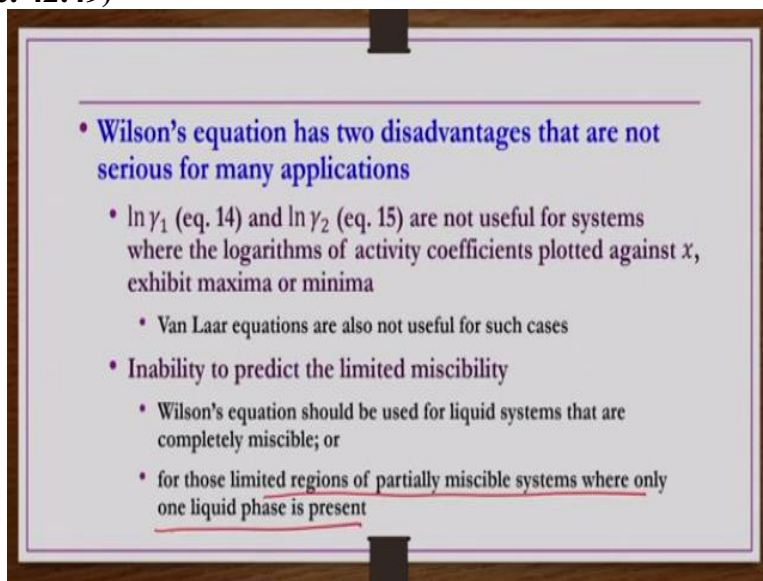 • Wilson's equation has two disadvantages that are not
serious for many applications
• ln γ₁ (eq. 14) and ln γ₂ (eq. 15) are not useful for systems
where the logarithms of activity coefficients plotted against x,
exhibit maxima or minima
• Van Laar equations are also not useful for such cases
• Inability to predict the limited miscibility
• Wilson's equation should be used for liquid systems that are
completely miscible; or
• for those limited regions of partially miscible systems where only
one liquid phase is present